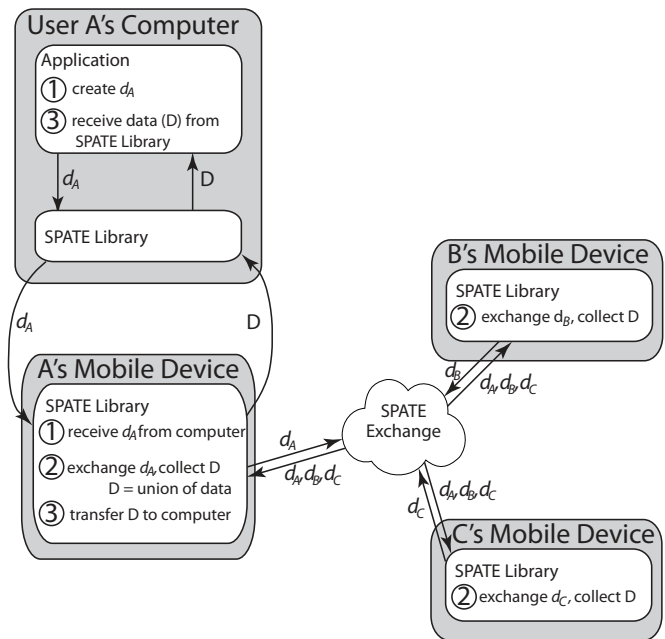 User A's Computer
Application
1 create dA
3 receive data (D) from
SPATE Library
dA
D
SPATE Library
dA
D
A's Mobile Device
SPATE Library
1 receive dA from computer
2 exchange dA, collect D
D = union of data
3 transfer D to computer
dA
dA,dB,dC
SPATE
Exchange
B's Mobile Device
SPATE Library
2 exchange dB, collect D
dB
dA,dB,dC
dA,dB,dC
dC
C's Mobile Device
SPATE Library
2 exchange dC, collect D